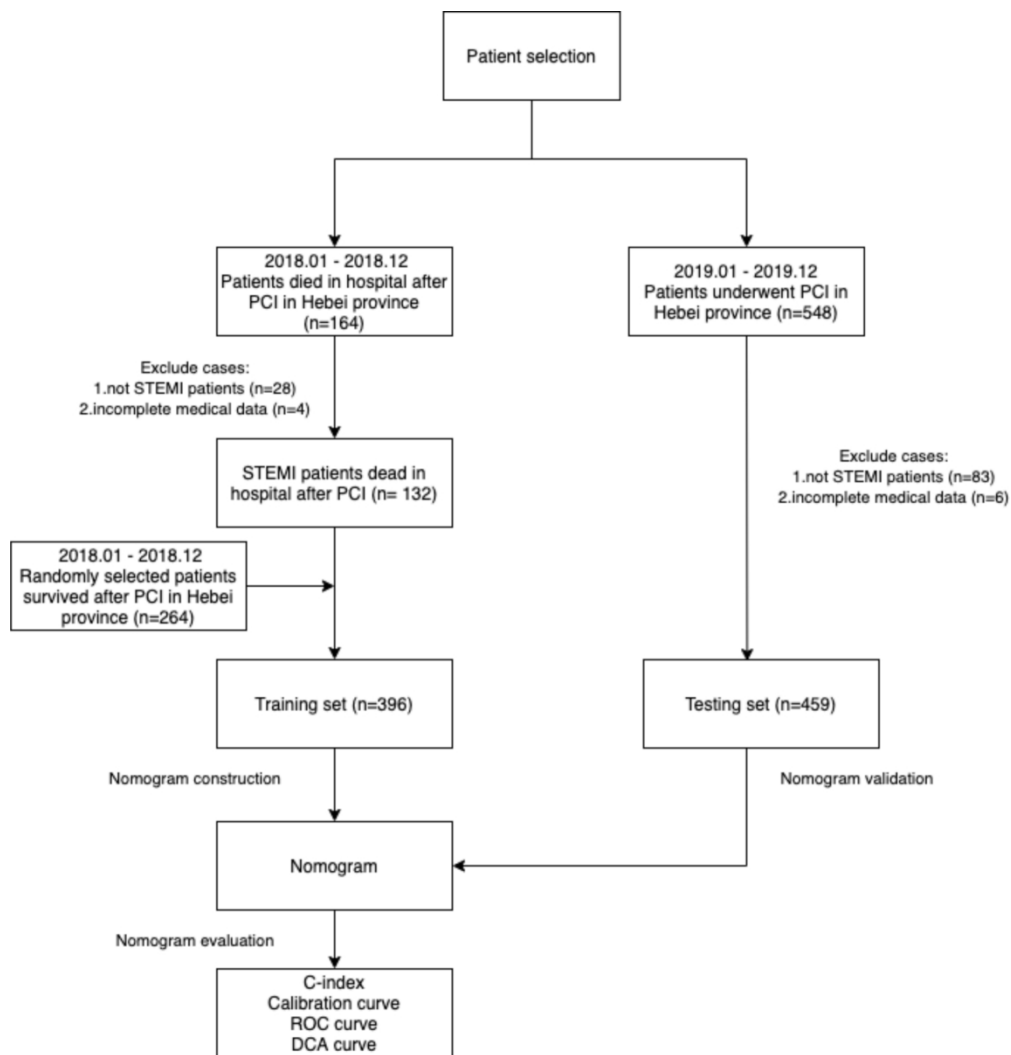 Patient selection
2018.01 - 2018.12
Patients died in hospital after
PCI in Hebei province
(n=164)
2019.01 - 2019.12
Patients underwent PCI in
Hebei province (n=548)
Exclude cases:
1.not STEMI patients (n=28)
2.incomplete medical data (n=4)
STEMI patients dead in
hospital after PCI (n= 132)
Exclude cases:
1.not STEMI patients (n=83)
2.incomplete medical data (n=6)
2018.01 - 2018.12
Randomly selected patients
survived after PCI in Hebei
province (n=264)
Training set (n=396)
Testing set (n=459)
Nomogram construction
Nomogram validation
Nomogram
Nomogram evaluation
C-index
Calibration curve
ROC curve
DCA curve